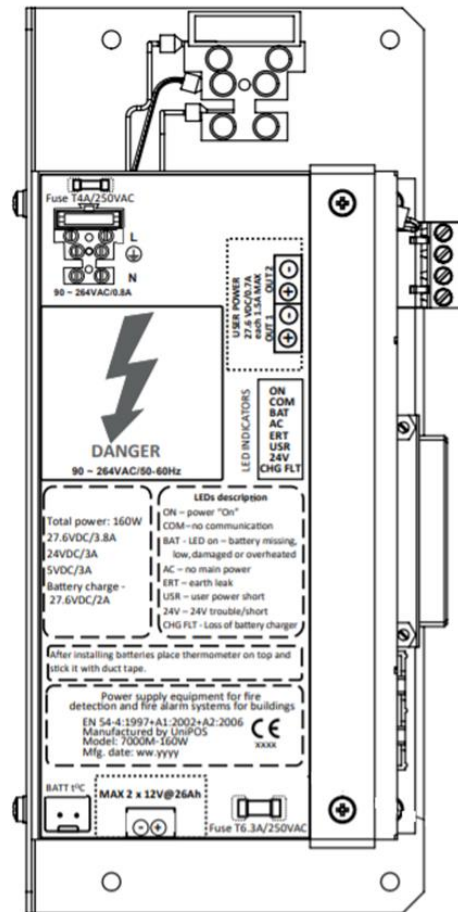 Fuse T4A/250VAC
L
N
90 ~ 264VAC/0.8A
USER POWER
27.6 VDC/0.7A
each 1.5A MAX
OUT 1 OUT 2
DANGER
90 ~ 264VAC/50-60Hz
LED INDICATORS
ON
COM
BAT
AC
ERT
USR
24V
CHG FLT
Total power: 160W
27.6VDC/3.8A
24VDC/3A
5VDC/3A
Battery charge -
27.6VDC/2A
LEDs description
ON – power "On"
COM – no communication
BAT - LED on – battery missing,
low, damaged or overheated
AC – no main power
ERT – earth leak
USR – user power short
24V – 24V trouble/short
CHG FLT - Loss of battery charger
After installing batteries place thermometer on top and
stick it with duct tape.
Power supply equipment for fire
detection and fire alarm systems for buildings
EN 54-4:1997+A1:2002+A2:2006
Manufactured by UniPOS
Model: 7000M-160W
Mfg. date: ww.yyyy
CE
xxxx
BATT t°C
MAX 2 x 12V@26Ah
Fuse T6.3A/250VAC